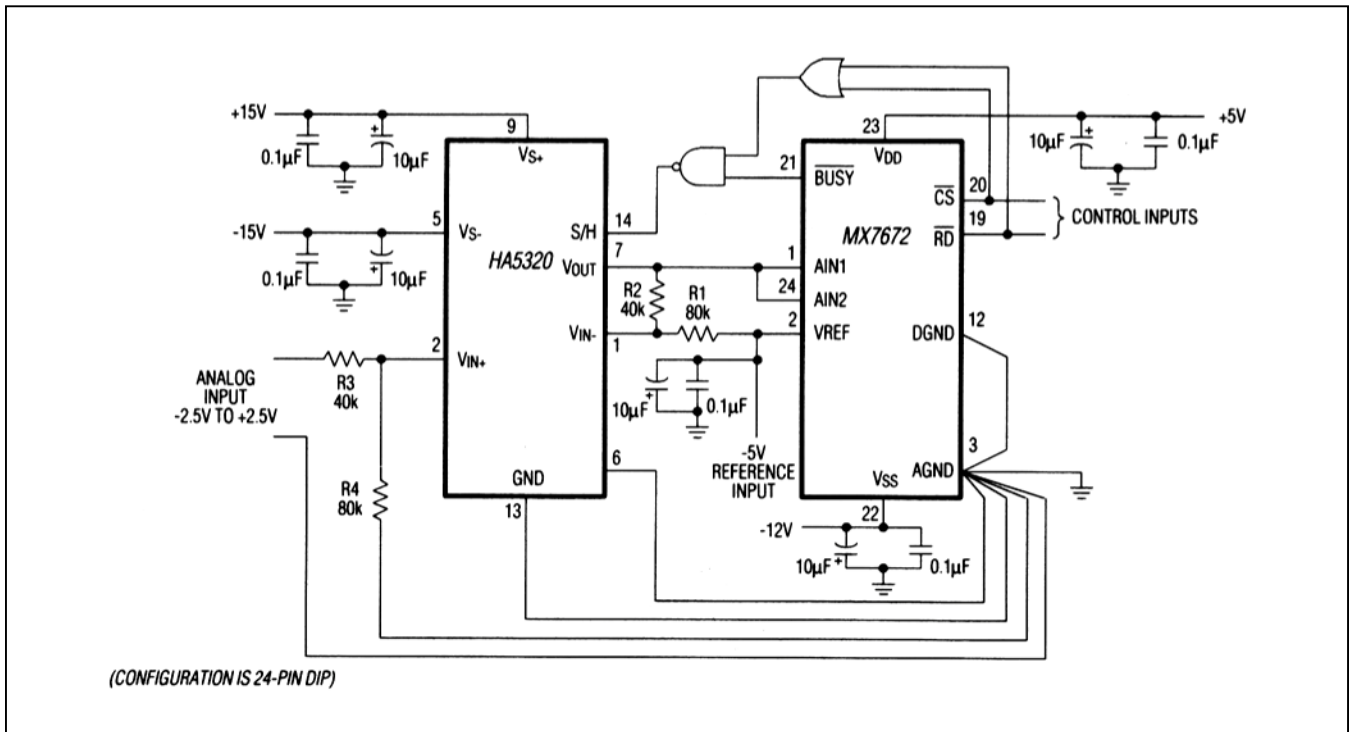 +15V
0.1µF
+
10µF
9
VS+
-15V
0.1µF
+
10µF
5
VS-
HA5320
S/H
14
VOUT
7
VIN-
1
2
VIN+
ANALOG
INPUT
-2.5V TO +2.5V
R3
40k
R4
80k
GND
13
6
R2
40k
R1
80k
10µF
+
0.1µF
-5V
REFERENCE
INPUT
23
VDD
21
BUSY
MX7672
1
AIN1
24
AIN2
2
VREF
20
CS
19
RD
CONTROL INPUTS
10µF
+
0.1µF
+5V
DGND
12
AGND
3
VSS
22
-12V
10µF
+
0.1µF
(CONFIGURATION IS 24-PIN DIP)